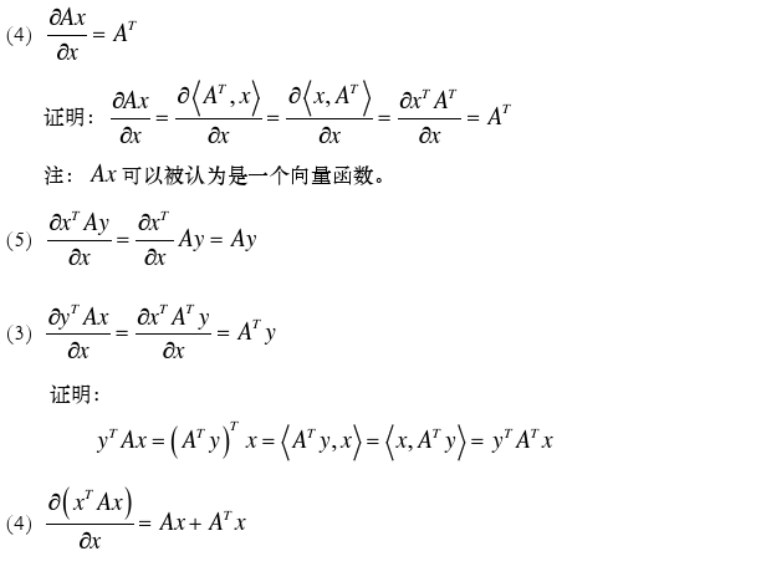 (4) ∂Ax/∂x = A^T
证明: ∂Ax/∂x = ∂⟨A^T, x⟩/∂x = ∂⟨x, A^T⟩/∂x = ∂x^T A^T/∂x = A^T
注: Ax 可以被认为是一个向量函数。
(5) ∂x^T Ay/∂x = ∂x^T/∂x Ay = Ay
(3) ∂y^T Ax/∂x = ∂x^T A^T y/∂x = A^T y
证明:
y^T Ax = (A^T y)^T x = ⟨A^T y, x⟩ = ⟨x, A^T y⟩ = y^T A^T x
(4) ∂(x^T Ax)/∂x = Ax + A^T x